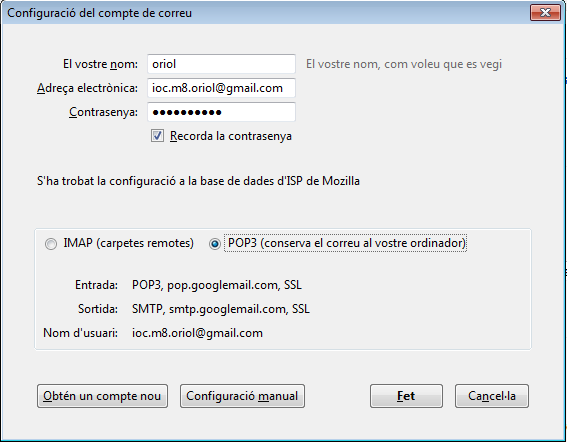 Configuració del compte de correu
El vostre nom: oriol El vostre nom, com voleu que es vegi
Adreça electrònica: ioc.m8.oriol@gmail.com
Contrasenya: ●●●●●●●●●●
Recorda la contrasenya
S'ha trobat la configuració a la base de dades d'ISP de Mozilla
IMAP (carpetes remotes) POP3 (conserva el correu al vostre ordinador)
Entrada: POP3, pop.googlemail.com, SSL
Sortida: SMTP, smtp.googlemail.com, SSL
Nom d'usuari: ioc.m8.oriol@gmail.com
Obtén un compte nou Configuració manual Fet Cancel·la